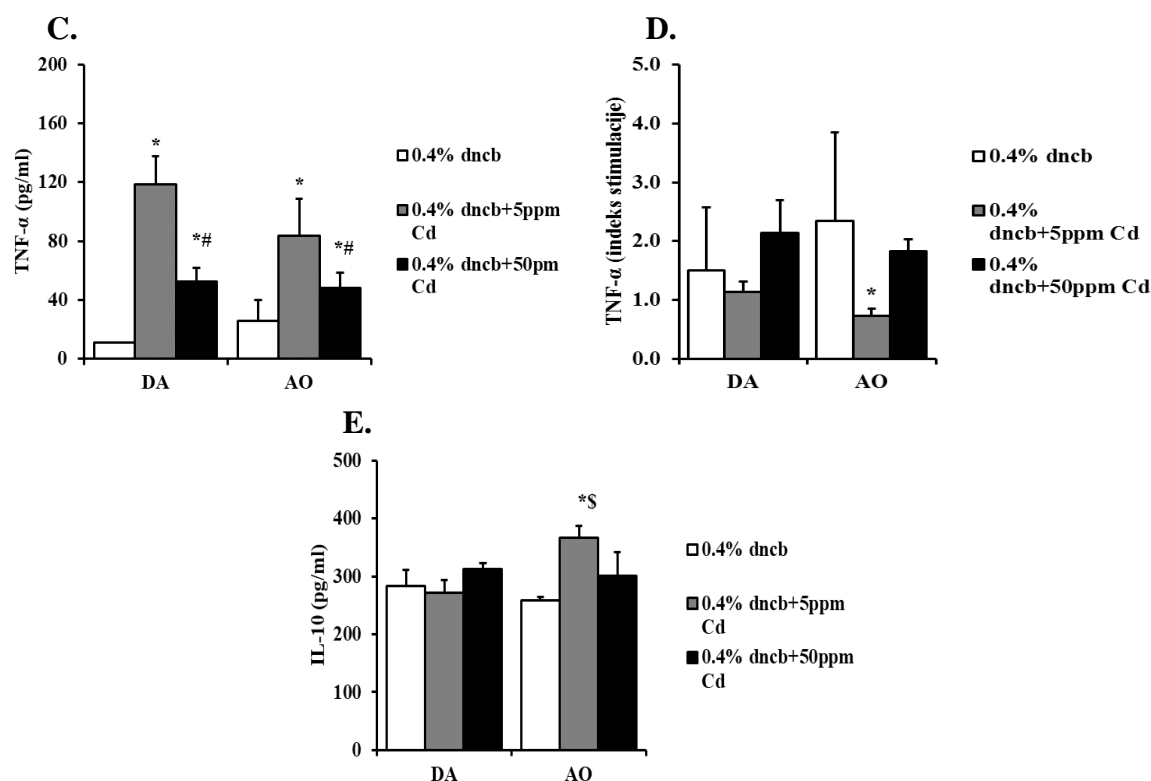 C.
TNF-α (pg/ml)
200
160
120
80
40
0
*
*#
*
*#
DA
AO
0.4% dncb
0.4% dncb+5ppm
Cd
0.4% dncb+50pm
Cd
D.
TNF-α (indeks stimulacije)
5.0
4.0
3.0
2.0
1.0
0.0
*
DA
AO
0.4% dncb
0.4%
dncb+5ppm Cd
0.4%
dncb+50ppm Cd
E.
IL-10 (pg/ml)
500
400
300
200
100
0
*$
DA
AO
0.4% dncb
0.4% dncb+5ppm
Cd
0.4% dncb+50ppm
Cd